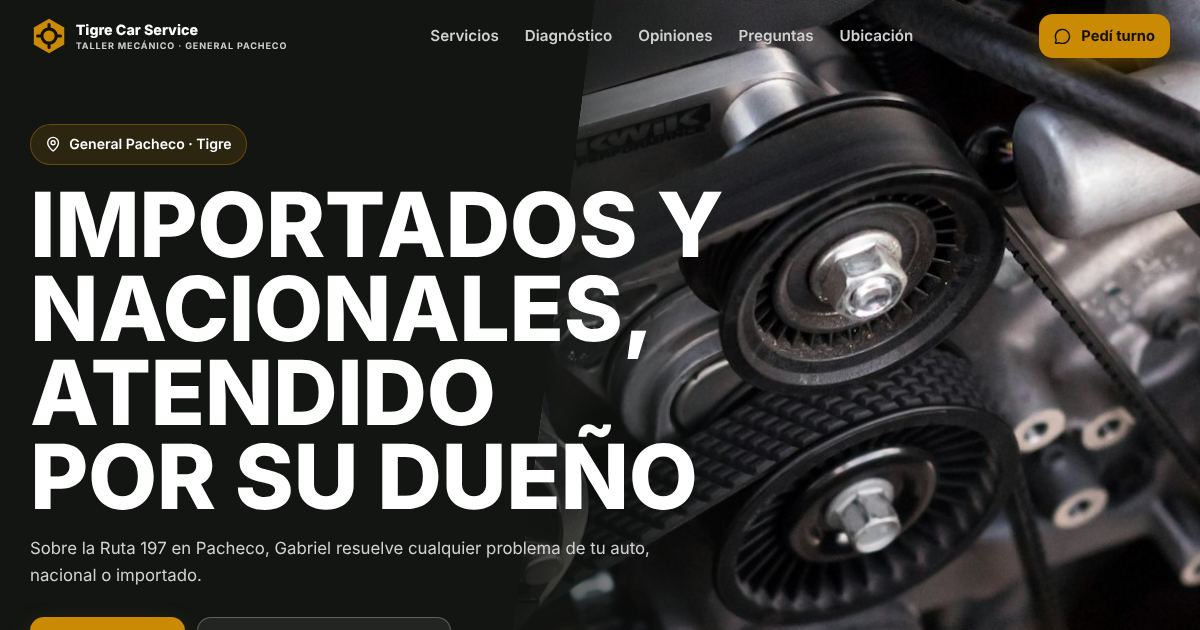 Tigre Car Service
TALLER MECÁNICO · GENERAL PACHECO
Servicios Diagnóstico Opiniones Preguntas Ubicación
Pedí turno
General Pacheco · Tigre
IMPORTADOS Y
NACIONALES,
ATENDIDO
POR SU DUEÑO
Sobre la Ruta 197 en Pacheco, Gabriel resuelve cualquier problema de tu auto,
nacional o importado.